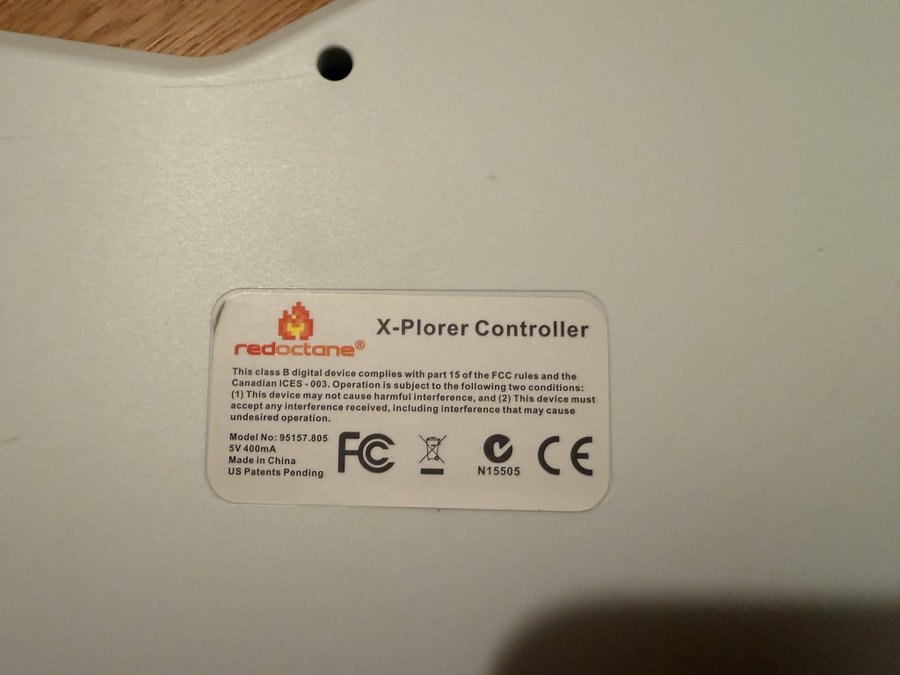 redoctane®
X-Plorer Controller
This class B digital device complies with part 15 of the FCC rules and the
Canadian ICES - 003. Operation is subject to the following two conditions:
(1) This device may not cause harmful interference, and (2) This device must
accept any interference received, including interference that may cause
undesired operation.
Model No: 95157.805
5V 400mA
Made in China
US Patents Pending
FC
N15505
CE